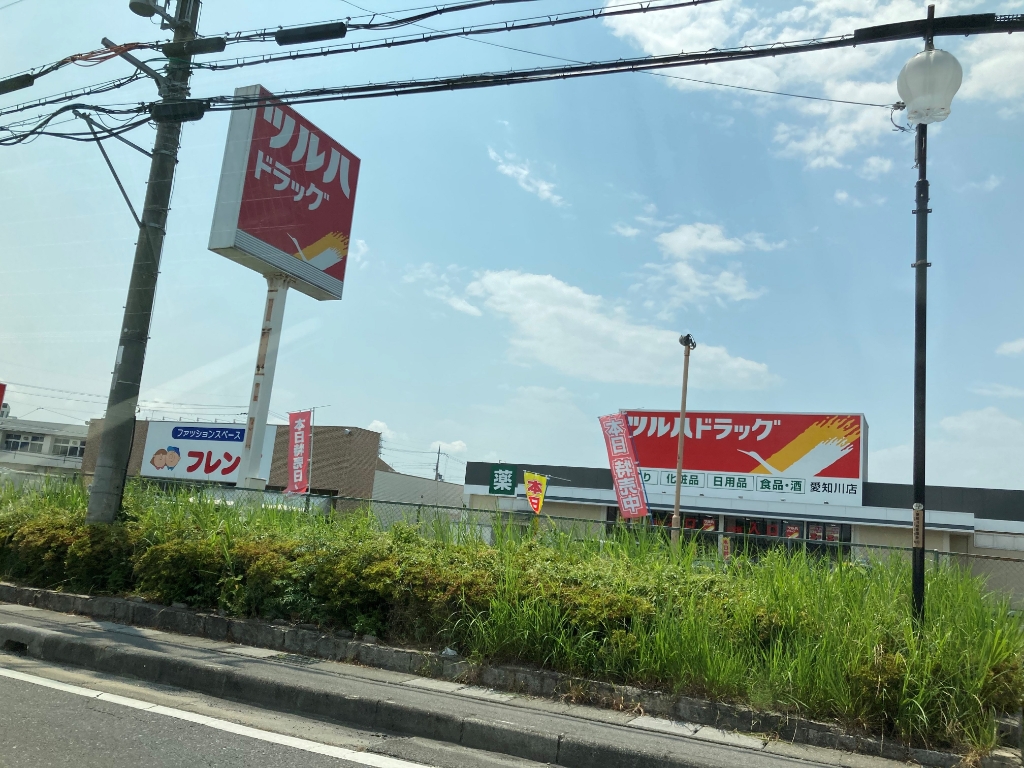 ツルハ
ドラッグ
ファッションスペース
フレン
本日特売日
薬
本日
本日特売中
ツルハドラッグ
り
化粧品
日用品
食品・酒
愛知川店